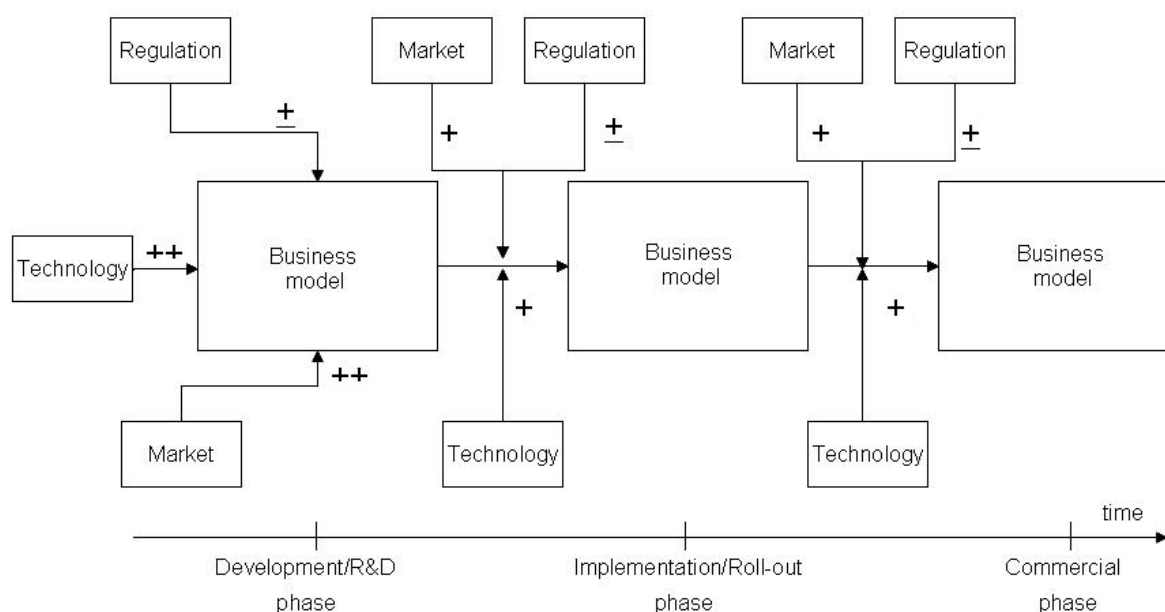 Regulation
Market
Regulation
Market
Regulation
±
+
±
+
±
Technology
++
Business
model
Business
model
Business
model
+
+
++
Market
Technology
Technology
time
Development/R&D
phase
Implementation/Roll-out
phase
Commercial
phase